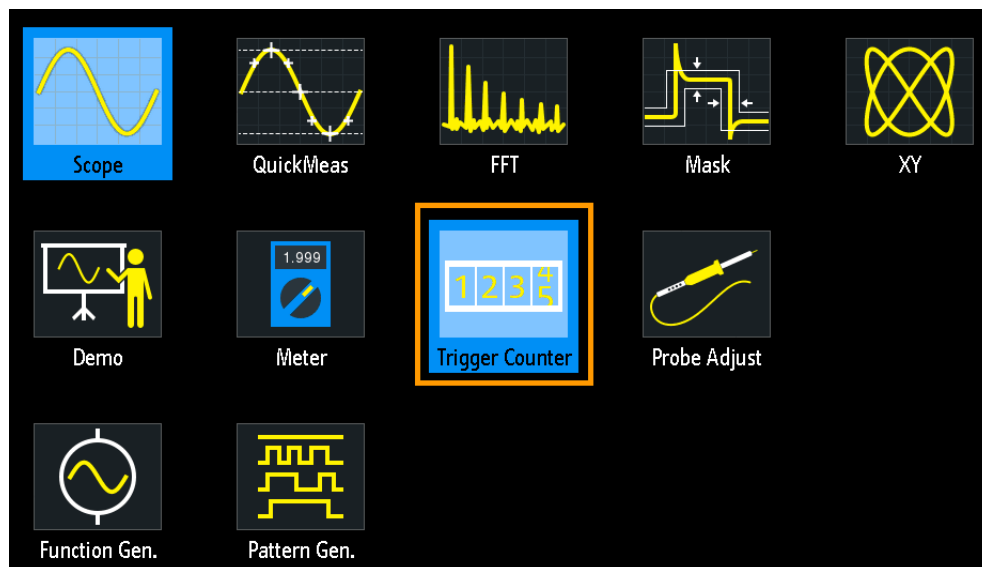 Scope QuickMeas FFT Mask XY
1.999
1 2 3 4 5
Demo Meter Trigger Counter Probe Adjust
Function Gen. Pattern Gen.